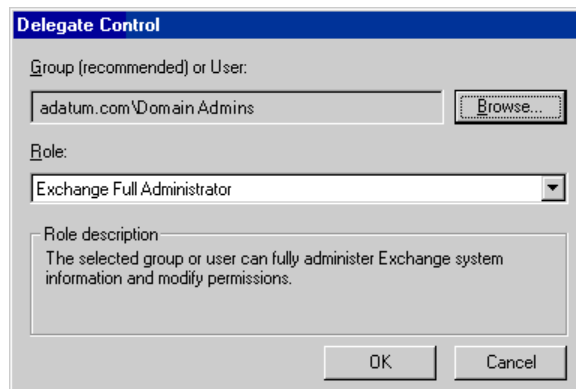 Delegate Control
Group (recommended) or User:
adatum.com\Domain Admins
Browse...
Role:
Exchange Full Administrator
Role description
The selected group or user can fully administer Exchange system
information and modify permissions.
OK
Cancel